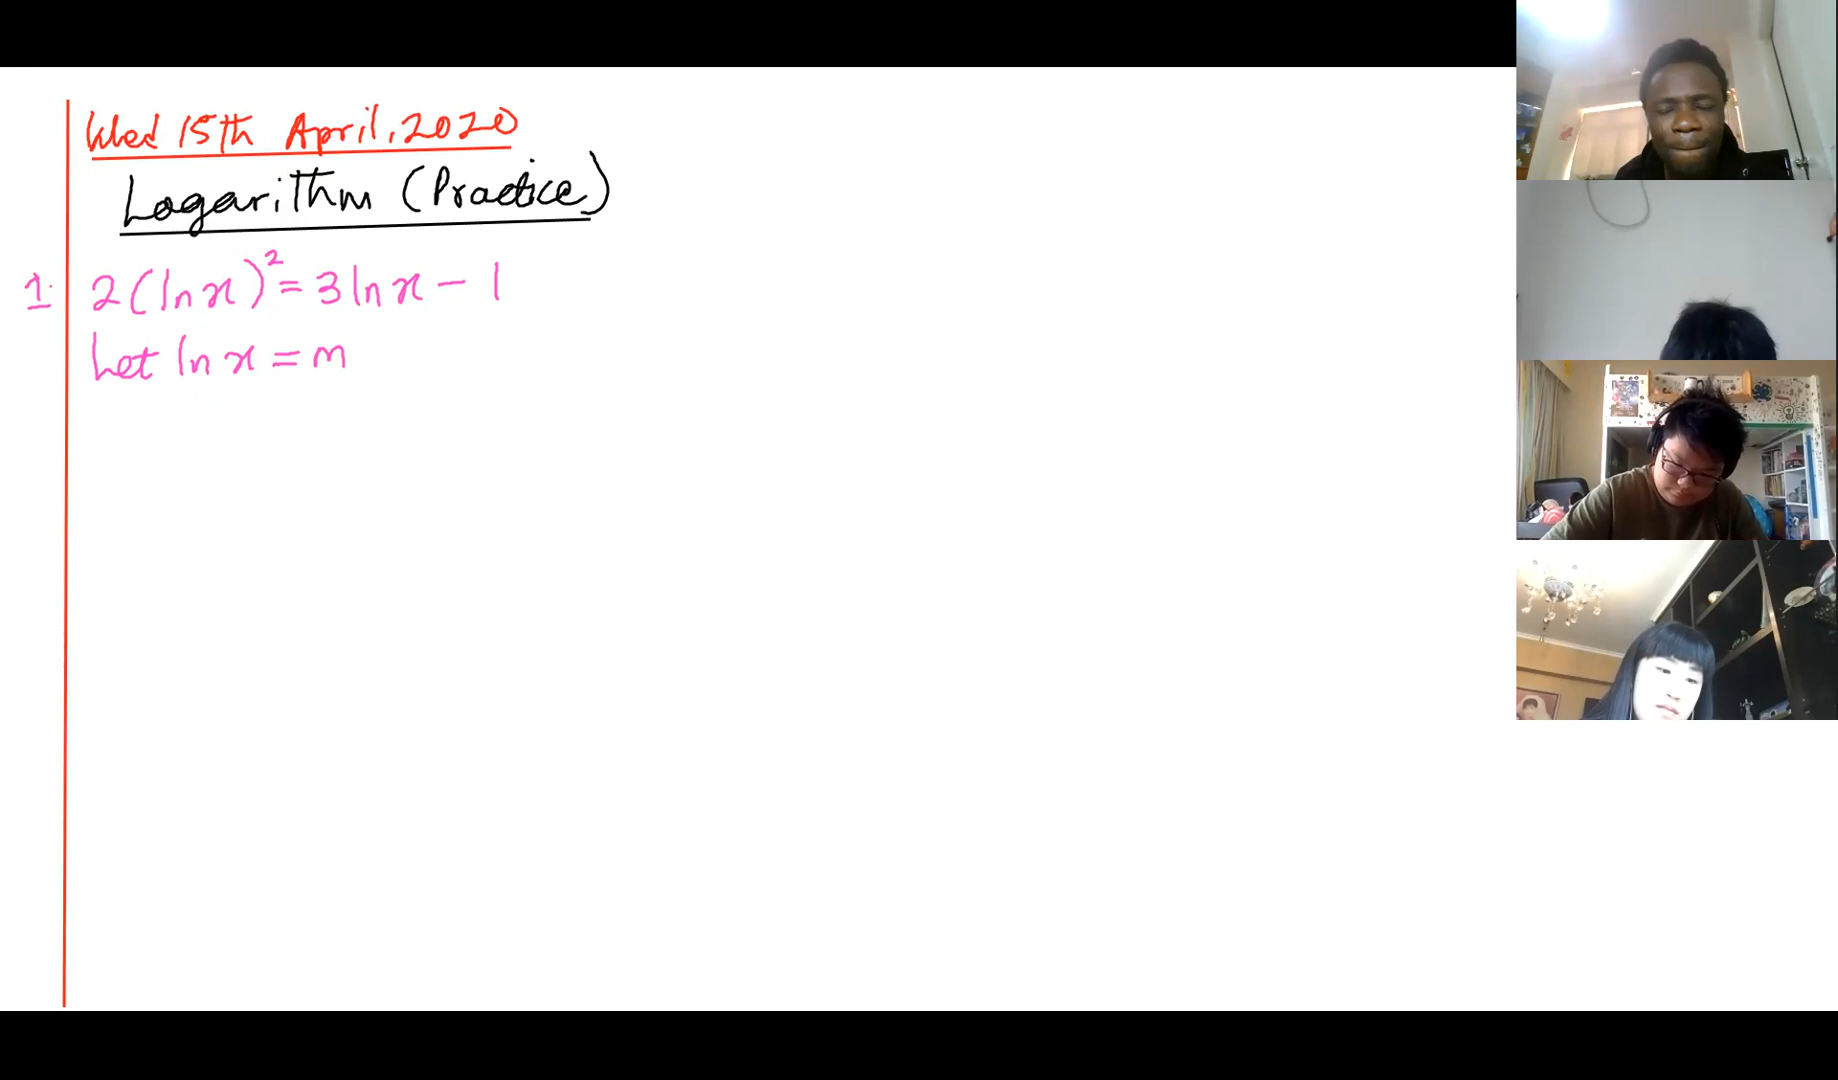 Wed 15th April, 2020
Logarithm (Practice)
1. 2(ln x)² = 3 ln x - 1
Let ln x = m